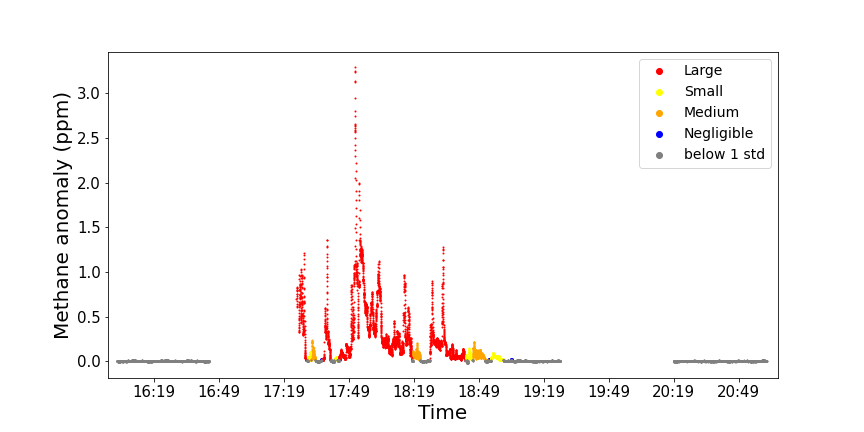 Large
Small
Medium
Negligible
below 1 std
Methane anomaly (ppm)
3.0
2.5
2.0
1.5
1.0
0.5
0.0
16:19 16:49 17:19 17:49 18:19 18:49 19:19 19:49 20:19 20:49
Time